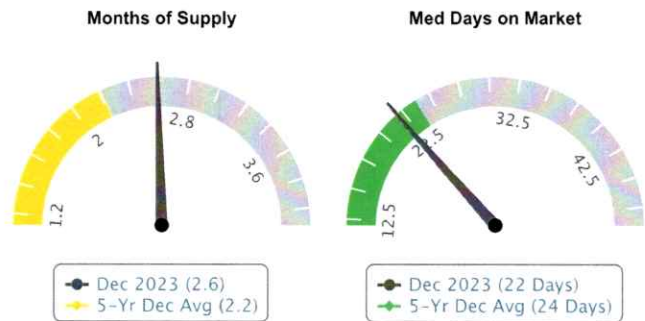 Months of Supply
1.2
2
2.8
3.6
Dec 2023 (2.6)
5-Yr Dec Avg (2.2)
Med Days on Market
12.5
32.5
42.5
Dec 2023 (22 Days)
5-Yr Dec Avg (24 Days)